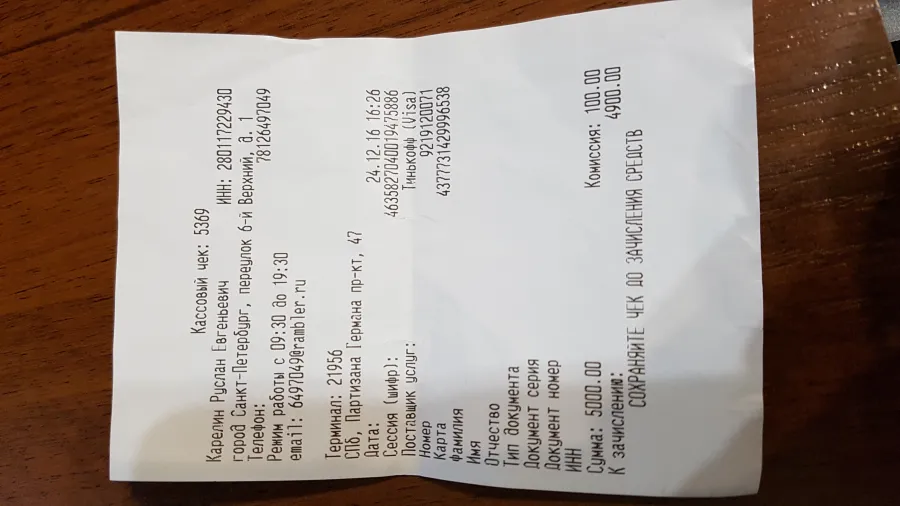 Кассовый чек: 5369
Карелин Руслан Евгеньевич
ИНН: 280117229430
город Санкт-Петербург, переулок 6-й Верхний, д. 1
Телефон: 78126497049
Режим работы с 09:30 до 19:30
email: 6497049@rambler.ru
Терминал: 21956
СПб, Партизана Германа пр-кт, 47
Дата: 24.12.16 16:26
Сессия (шифр): 4635827040019475886
Поставщик услуг: Тинькофф (Visa)
Номер 9219120071
Карта 4377731429996538
фамилия
Имя
Отчество
Тип документа
Документ серия
Документ номер
ИНН
Сумма: 5000.00 Комиссия: 100.00
К зачислению: 4900.00
СОХРАНЯЙТЕ ЧЕК ДО ЗАЧИСЛЕНИЯ СРЕДСТВ